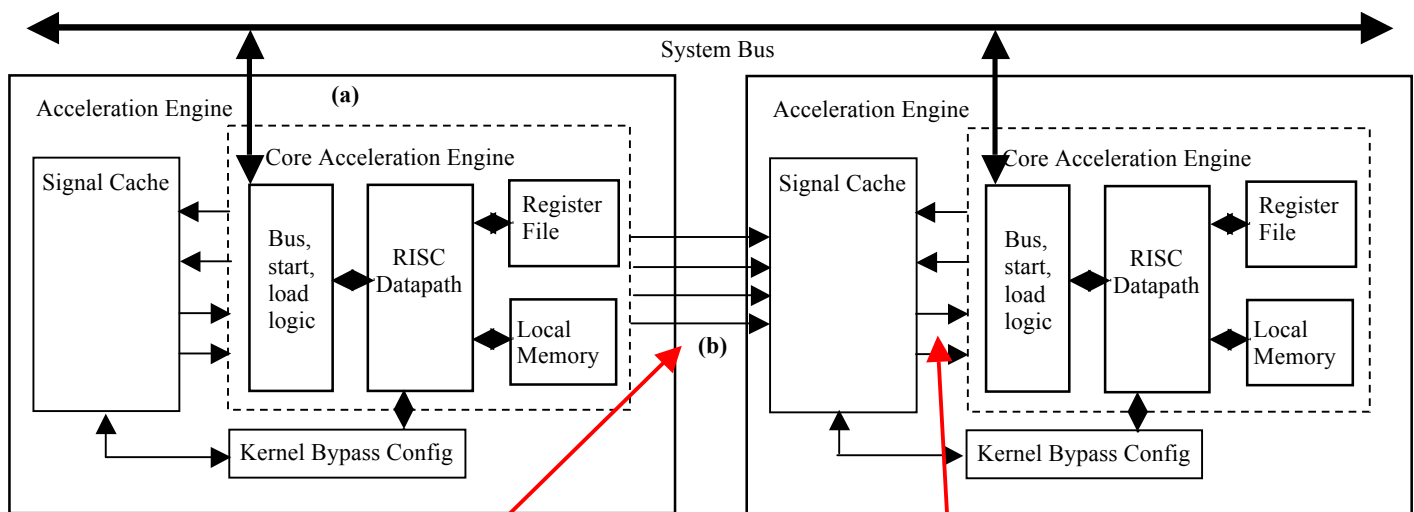 System Bus
(a)
Acceleration Engine
Core Acceleration Engine
Signal Cache
Bus,
start,
load
logic
RISC
Datapath
Register
File
Local
Memory
Kernel Bypass Config
(b)
Acceleration Engine
Core Acceleration Engine
Signal Cache
Bus,
start,
load
logic
RISC
Datapath
Register
File
Local
Memory
Kernel Bypass Config